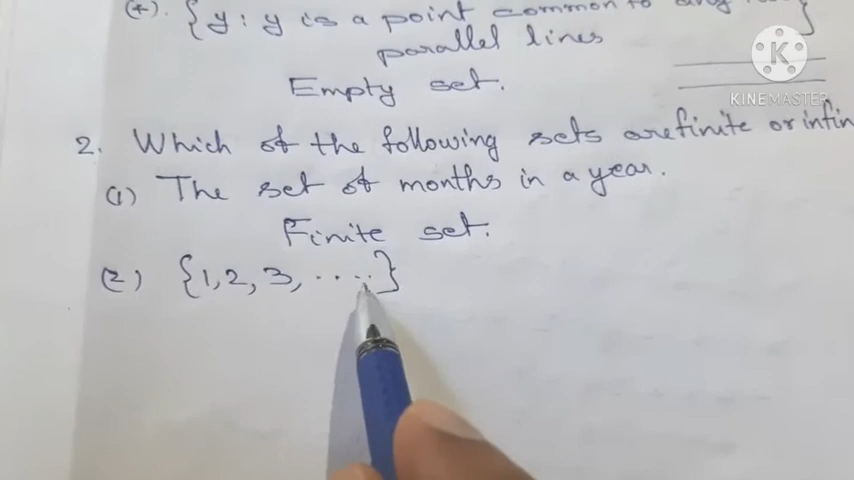 {y : y is a point common to any
parallel lines
Empty set.
KINEMASTER
2. Which of the following sets are finite or infin
(1) The set of months in a year.
Finite set.
(2) {1, 2, 3, .....}